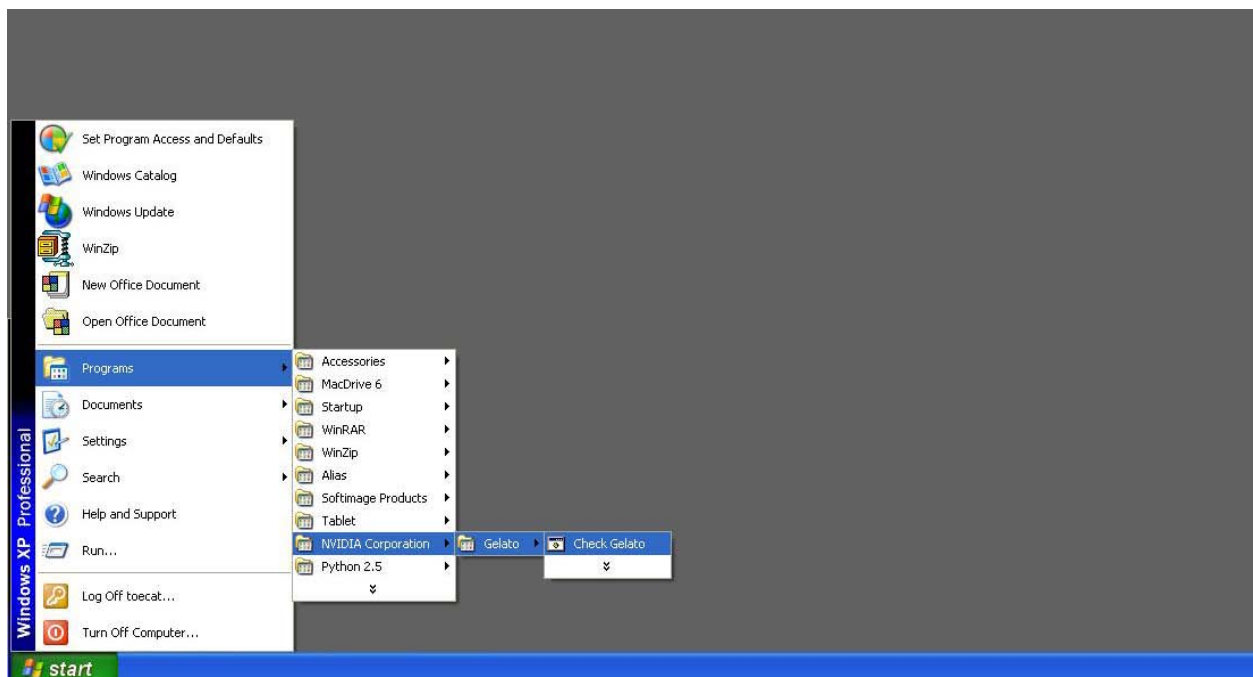 Set Program Access and Defaults
Windows Catalog
Windows Update
WinZip
New Office Document
Open Office Document
Programs
Documents
Settings
Search
Help and Support
Run...
Log Off toecat...
Turn Off Computer...
Windows XP Professional
start
Accessories
MacDrive 6
Startup
WinRAR
WinZip
Alias
Softimage Products
Tablet
NVIDIA Corporation
Python 2.5
Gelato
Check Gelato